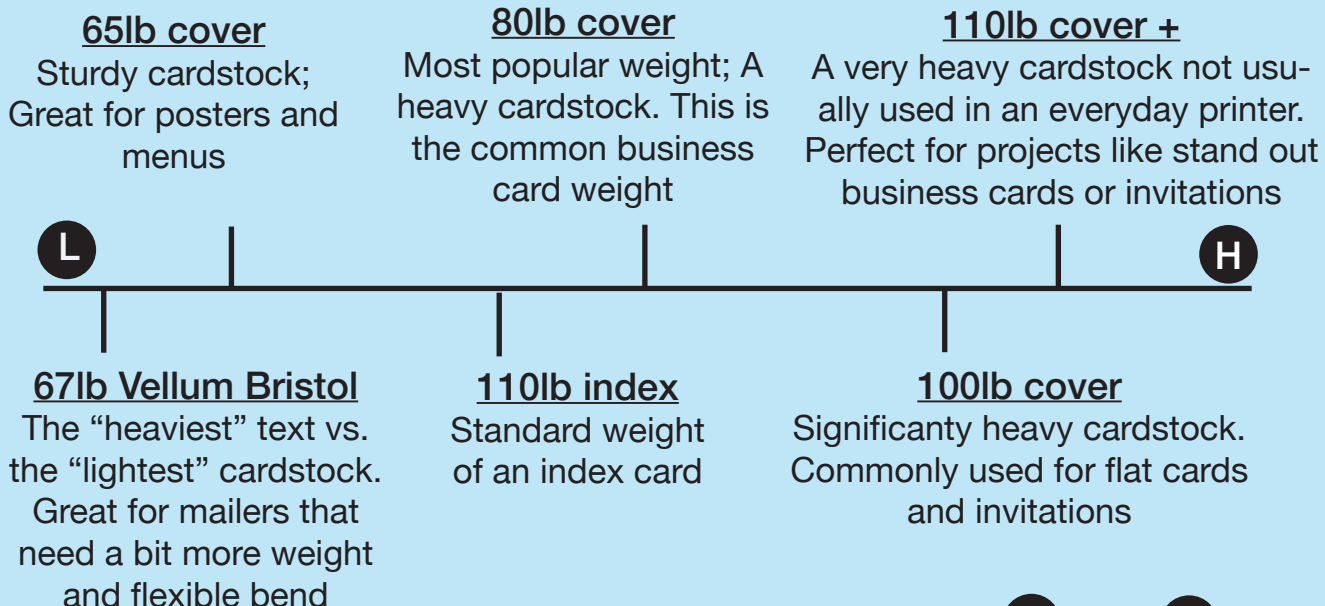 65lb cover
Sturdy cardstock;
Great for posters and
menus
80lb cover
Most popular weight; A
heavy cardstock. This is
the common business
card weight
110lb cover +
A very heavy cardstock not usu-
ally used in an everyday printer.
Perfect for projects like stand out
business cards or invitations
L
H
67lb Vellum Bristol
The “heaviest” text vs.
the “lightest” cardstock.
Great for mailers that
need a bit more weight
and flexible bend
110lb index
Standard weight
of an index card
100lb cover
Significanty heavy cardstock.
Commonly used for flat cards
and invitations